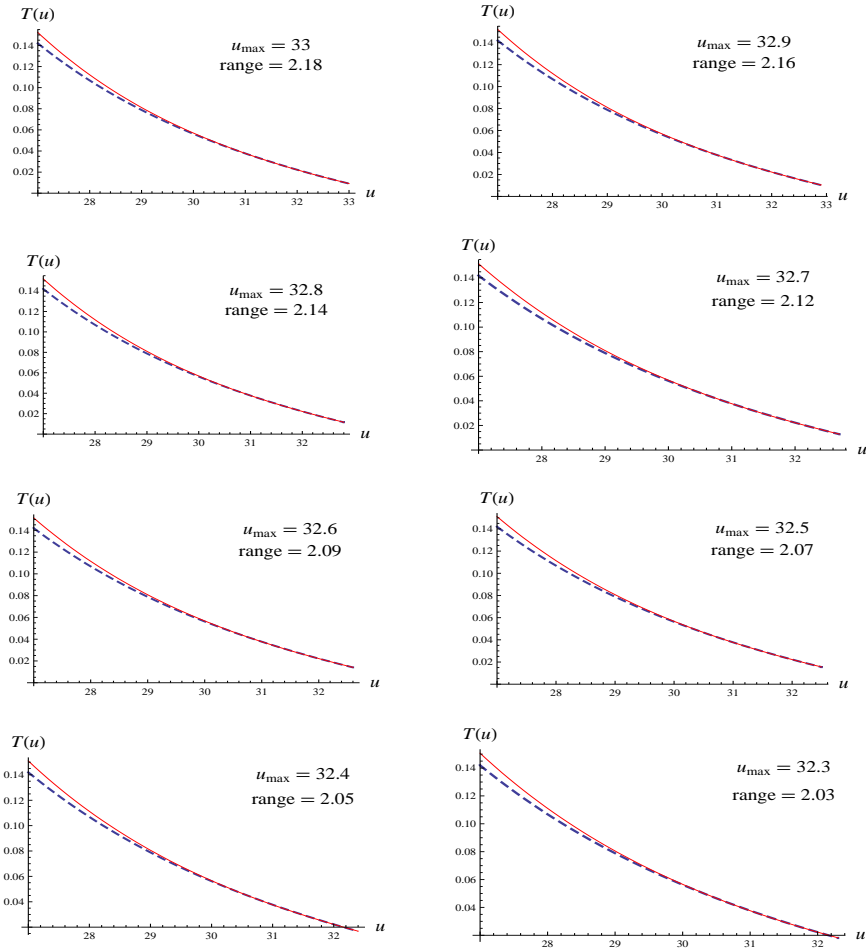 T(u)
0.14
0.12
0.10
0.08
0.06
0.04
0.02
28 29 30 31 32 33
u
u_max = 33
range = 2.18
T(u)
0.14
0.12
0.10
0.08
0.06
0.04
0.02
28 29 30 31 32 33
u
u_max = 32.9
range = 2.16
T(u)
0.14
0.12
0.10
0.08
0.06
0.04
0.02
28 29 30 31 32
u
u_max = 32.8
range = 2.14
T(u)
0.14
0.12
0.10
0.08
0.06
0.04
0.02
28 29 30 31 32
u
u_max = 32.7
range = 2.12
T(u)
0.14
0.12
0.10
0.08
0.06
0.04
0.02
28 29 30 31 32
u
u_max = 32.6
range = 2.09
T(u)
0.14
0.12
0.10
0.08
0.06
0.04
0.02
28 29 30 31 32
u
u_max = 32.5
range = 2.07
T(u)
0.14
0.12
0.10
0.08
0.06
0.04
28 29 30 31 32
u
u_max = 32.4
range = 2.05
T(u)
0.14
0.12
0.10
0.08
0.06
0.04
28 29 30 31 32
u
u_max = 32.3
range = 2.03